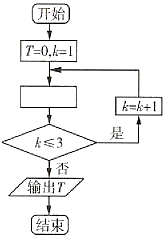 开始
T=0,k=1
k=k+1
k≤3
是
否
输出T
结束